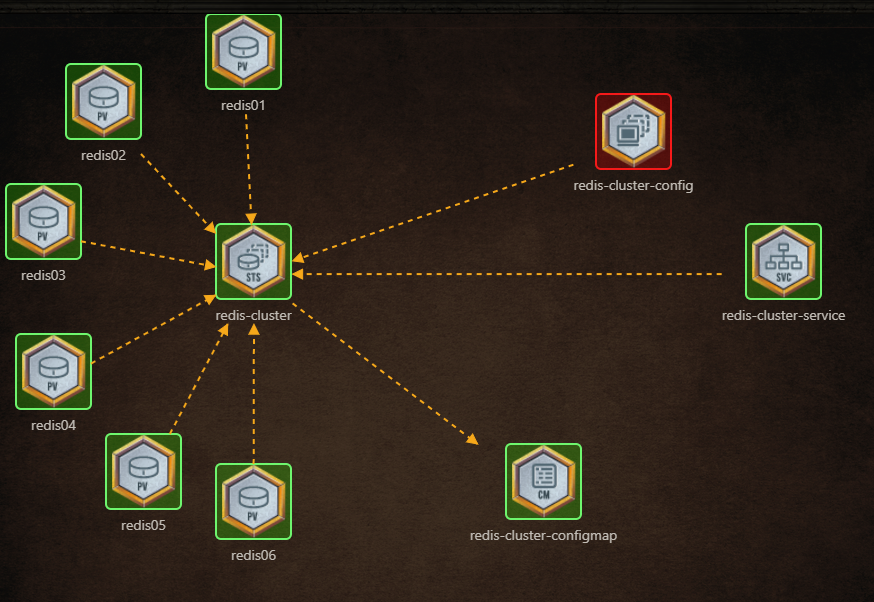 PV
redis01
PV
redis02
redis-cluster-config
PV
redis03
STS
redis-cluster
SVC
redis-cluster-service
PV
redis04
PV
redis05
PV
redis06
CM
redis-cluster-configmap